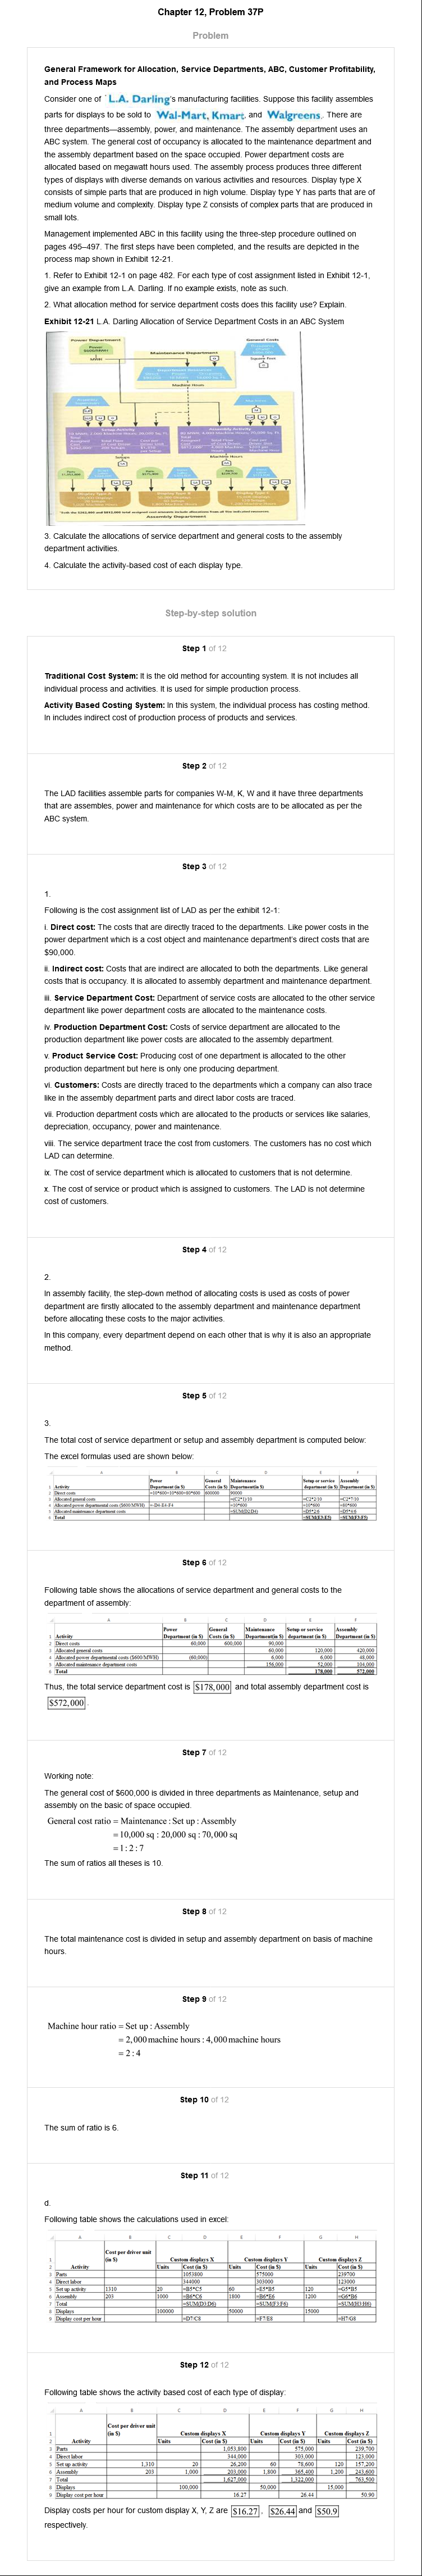 Chapter 12, Problem 37P
Problem
General Framework for Allocation, Service Departments, ABC, Customer Profitability,
and Process Maps
Consider one of L.A. Darling's manufacturing facilities. Suppose this facility assembles
parts for displays to be sold to Wal-Mart, Kmart, and Walgreens. There are
three departments—assembly, power, and maintenance. The assembly department uses an
ABC system. The general cost of occupancy is allocated to the maintenance department and
the assembly department based on the space occupied. Power department costs are
allocated based on megawatt hours used. The assembly process produces three different
types of displays with diverse demands on various activities and resources. Display type X
consists of simple parts that are produced in high volume. Display type Y has parts that are of
medium volume and complexity. Display type Z consists of complex parts that are produced in
small lots.
Management implemented ABC in this facility using the three-step procedure outlined on
pages 495–497. The first steps have been completed, and the results are depicted in the
process map shown in Exhibit 12-21.
1. Refer to Exhibit 12-1 on page 482. For each type of cost assignment listed in Exhibit 12-1,
give an example from L.A. Darling. If no example exists, note as such.
2. What allocation method for service department costs does this facility use? Explain.
Exhibit 12-21 L.A. Darling Allocation of Service Department Costs in an ABC System
Power Department
General Costs
Maintenance Department
Machine Hours
Setups
Machine Hours
Assembly Department
3. Calculate the allocations of service department and general costs to the assembly
department activities.
4. Calculate the activity-based cost of each display type.
Step-by-step solution
Step 1 of 12
Traditional Cost System: It is the old method for accounting system. It is not includes all
individual process and activities. It is used for simple production process.
Activity Based Costing System: In this system, the individual process has costing method.
In includes indirect cost of production process of products and services.
Step 2 of 12
The LAD facilities assemble parts for companies W-M, K, W and it have three departments
that are assembles, power and maintenance for which costs are to be allocated as per the
ABC system.
Step 3 of 12
1.
Following is the cost assignment list of LAD as per the exhibit 12-1:
i. Direct cost: The costs that are directly traced to the departments. Like power costs in the
power department which is a cost object and maintenance department's direct costs that are
$90,000.
ii. Indirect cost: Costs that are indirect are allocated to both the departments. Like general
costs that is occupancy. It is allocated to assembly department and maintenance department.
iii. Service Department Cost: Department of service costs are allocated to the other service
department like power department costs are allocated to the maintenance costs.
iv. Production Department Cost: Costs of service department are allocated to the
production department like power costs are allocated to the assembly department.
v. Product Service Cost: Producing cost of one department is allocated to the other
production department but here is only one producing department.
vi. Customers: Costs are directly traced to the departments which a company can also trace
like in the assembly department parts and direct labor costs are traced.
vii. Production department costs which are allocated to the products or services like salaries,
depreciation, occupancy, power and maintenance.
viii. The service department trace the cost from customers. The customers has no cost which
LAD can determine.
ix. The cost of service department which is allocated to customers that is not determine.
x. The cost of service or product which is assigned to customers. The LAD is not determine
cost of customers.
Step 4 of 12
2.
In assembly facility, the step-down method of allocating costs is used as costs of power
department are firstly allocated to the assembly department and maintenance department
before allocating these costs to the major activities.
In this company, every department depend on each other that is why it is also an appropriate
method.
Step 5 of 12
3.
The total cost of service department or setup and assembly department is computed below:
The excel formulas used are shown below:
A B C D E F
1 Activity Power Department (in $) General Costs (in $) Maintenance Department(in $) Setup or service department (in $) Assembly Department (in $)
2 Direct costs =10*600+10*600+80*600 600000 90000
3 Allocated general costs =(C2*1)/10 =C2*2/10 =C2*7/10
4 Allocated power departmental costs ($600/MWH) =-D4-E4-F4 =10*600 =10*600 =80*600
5 Allocated maintenance department costs =SUM(D2:D4) =D5*2/6 =D5*4/6
6 Total =SUM(E3:E5) =SUM(F3:F5)
Step 6 of 12
Following table shows the allocations of service department and general costs to the
department of assembly:
A B C D E F
1 Activity Power Department (in $) General Costs (in $) Maintenance Department(in $) Setup or service department (in $) Assembly Department (in $)
2 Direct costs 60,000 600,000 90,000
3 Allocated general costs 60,000 120,000 420,000
4 Allocated power departmental costs ($600/MWH) (60,000) 6,000 6,000 48,000
5 Allocated maintenance department costs 156,000 52,000 104,000
6 Total 178,000 572,000
Thus, the total service department cost is $178,000 and total assembly department cost is
$572,000.
Step 7 of 12
Working note:
The general cost of $600,000 is divided in three departments as Maintenance, setup and
assembly on the basic of space occupied.
General cost ratio = Maintenance : Set up : Assembly
= 10,000 sq : 20,000 sq : 70,000 sq
= 1 : 2 : 7
The sum of ratios all theses is 10.
Step 8 of 12
The total maintenance cost is divided in setup and assembly department on basis of machine
hours.
Step 9 of 12
Machine hour ratio = Set up : Assembly
= 2,000 machine hours : 4,000 machine hours
= 2 : 4
Step 10 of 12
The sum of ratio is 6.
Step 11 of 12
d.
Following table shows the calculations used in excel:
A B C D E F G H
1 Cost per driver unit (in $) Custom displays X Custom displays Y Custom displays Z
2 Activity Units Cost (in $) Units Cost (in $) Units Cost (in $)
3 Parts 1053800 575000 239700
4 Direct labor 344000 303000 123000
5 Set up activity 1310 20 =B5*C5 60 =E5*B5 120 =G5*B5
6 Assembly 203 1000 =B6*C6 1800 =B6*E6 1200 =G6*B6
7 Total =SUM(D3:D6) =SUM(F3:F6) =SUM(H3:H6)
8 Displays 100000 50000 15000
9 Display cost per hour =D7/C8 =F7/E8 =H7/G8
Step 12 of 12
Following table shows the activity based cost of each type of display:
A B C D E F G H
1 Cost per driver unit (in $) Custom displays X Custom displays Y Custom displays Z
2 Activity Units Cost (in $) Units Cost (in $) Units Cost (in $)
3 Parts 1,053,800 575,000 239,700
4 Direct labor 344,000 303,000 123,000
5 Set up activity 1,310 20 26,200 60 78,600 120 157,200
6 Assembly 203 1,000 203,000 1,800 365,400 1,200 243,600
7 Total 1,627,000 1,322,000 763,500
8 Displays 100,000 50,000 15,000
9 Display cost per hour 16.27 26.44 50.90
Display costs per hour for custom display X, Y, Z are $16.27, $26.44 and $50.9
respectively.